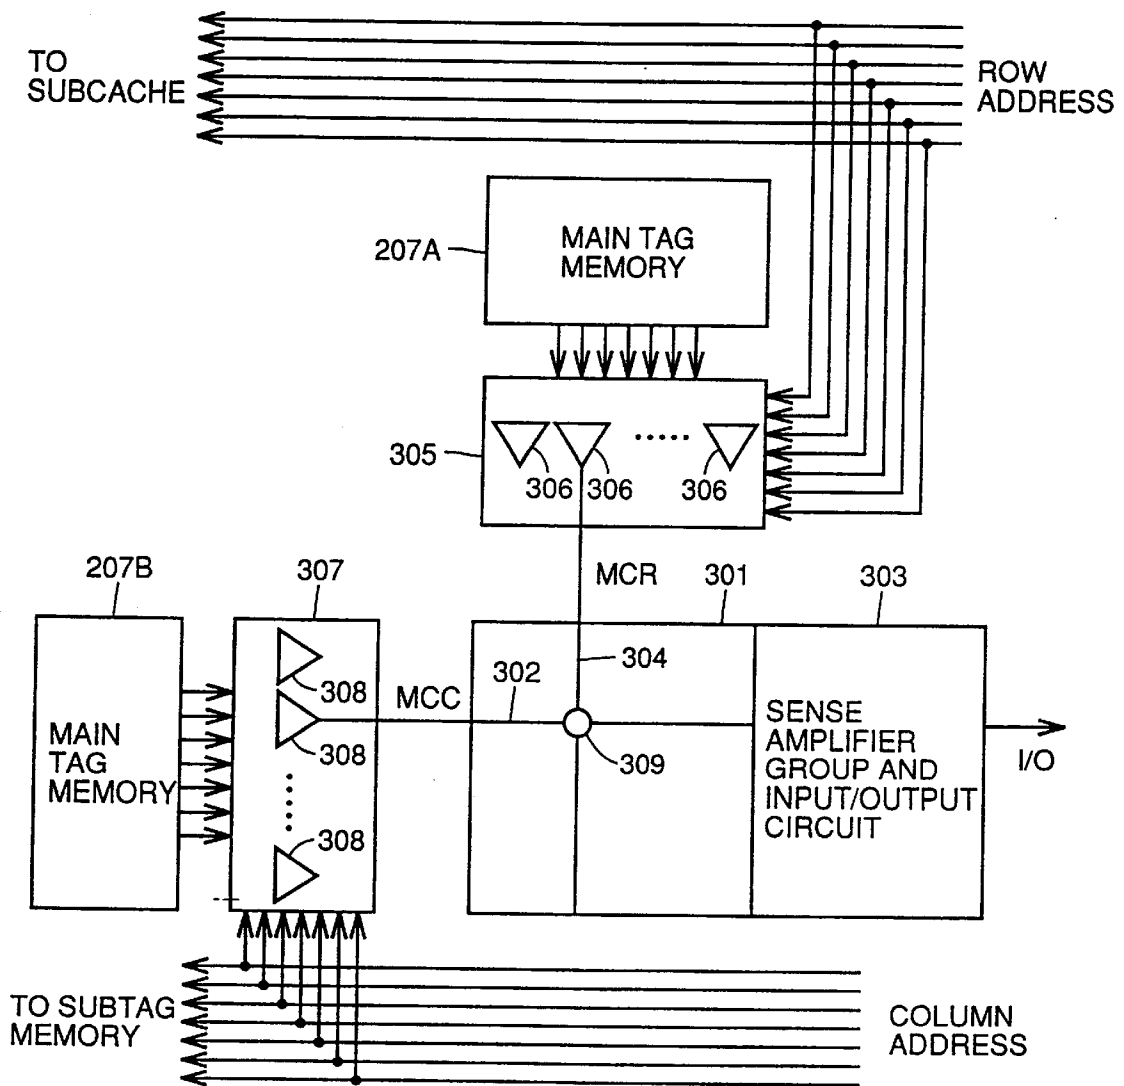 TO
SUBCACHE
ROW
ADDRESS
207A
MAIN TAG
MEMORY
305
306
306
306
MCR
207B
307
301
303
MAIN
TAG
MEMORY
308
308
308
MCC
302
304
309
SENSE
AMPLIFIER
GROUP AND
INPUT/OUTPUT
CIRCUIT
I/O
TO SUBTAG
MEMORY
COLUMN
ADDRESS